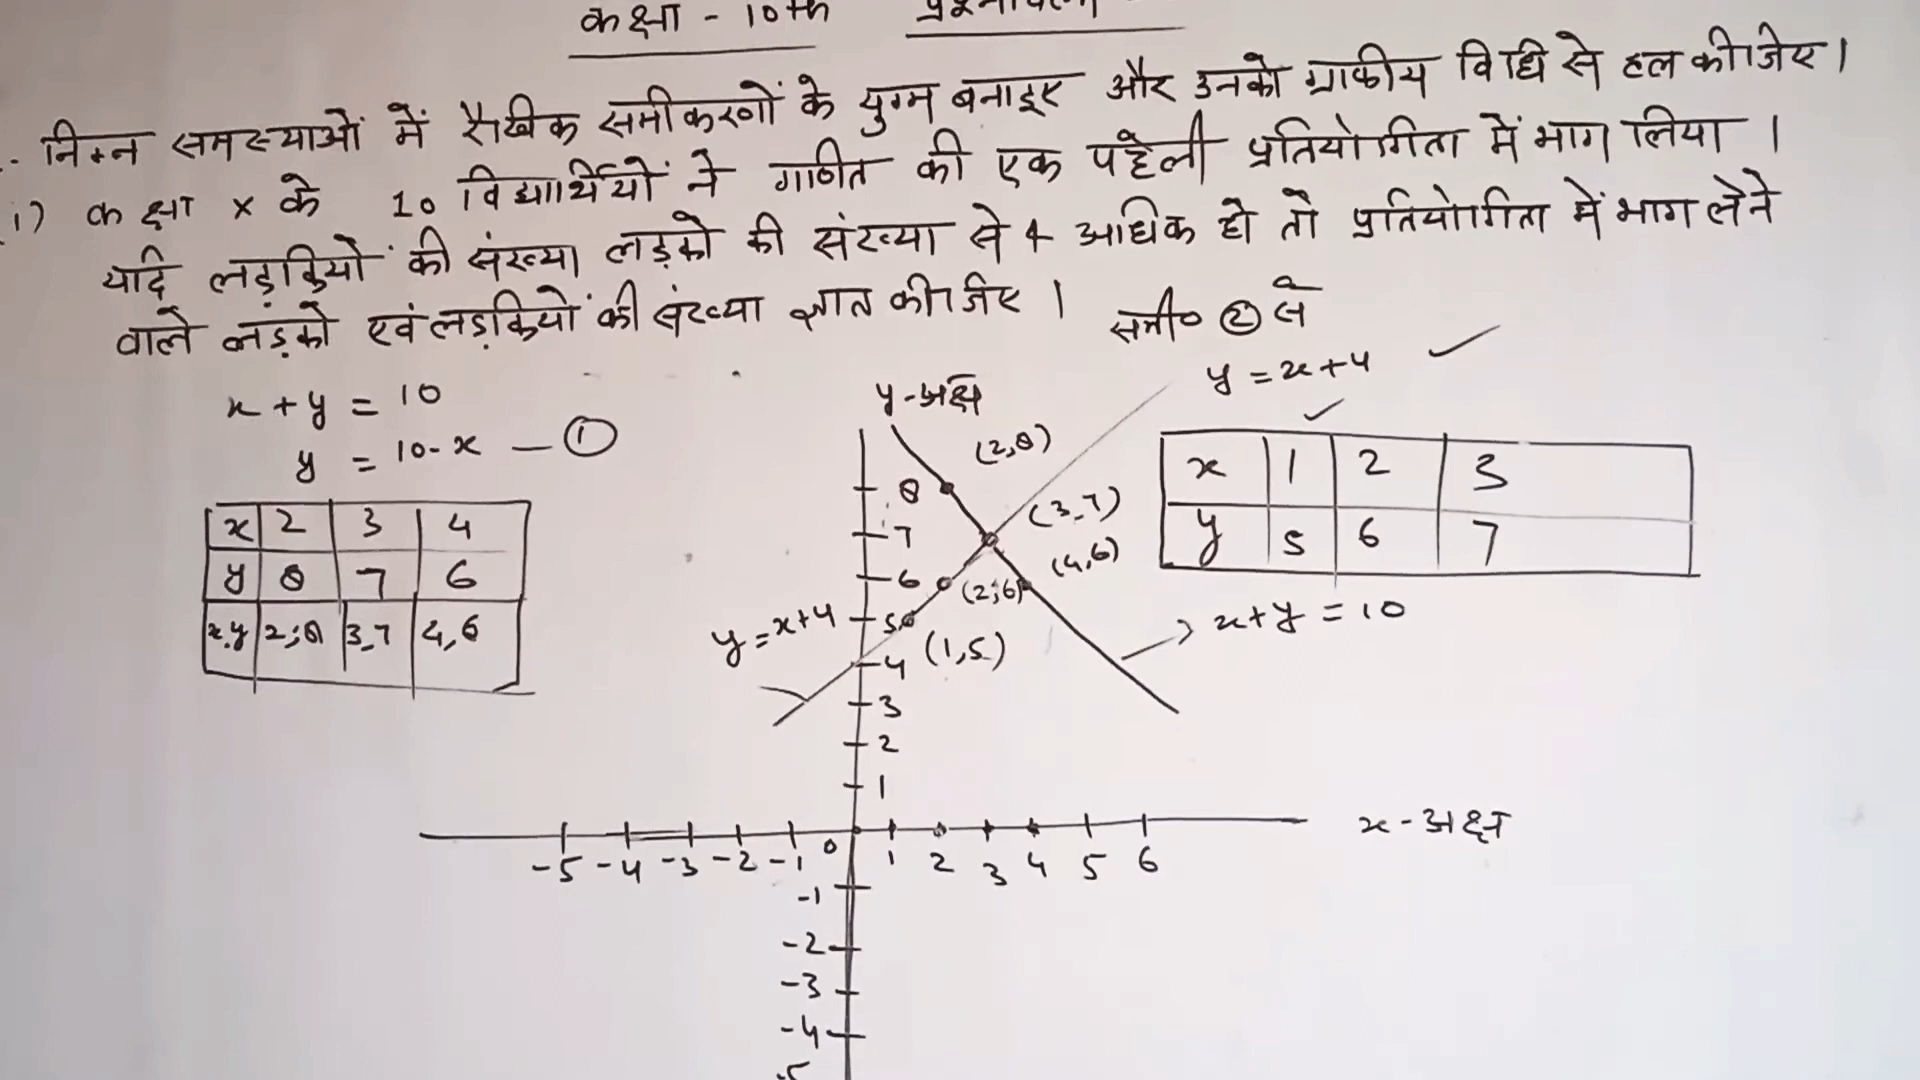 कक्षा - 10th
निम्न समस्याओं में रैखिक समीकरणों के युग्म बनाइए और उनको ग्राफीय विधि से हल कीजिए।
1) कक्षा x के 10 विद्यार्थियों ने गणित की एक पहेली प्रतियोगिता में भाग लिया ।
यदि लड़कियों की संख्या लड़को की संख्या से 4 अधिक हो तो प्रतियोगिता में भाग लेने
वाले लड़को एवं लड़कियों की संख्या ज्ञात कीजिए ।
समी० ② से
y = x+4
x + y = 10
y = 10-x — ①
x 2 3 4
y 8 7 6
x,y 2,8 3,7 4,6
x 1 2 3
y 5 6 7
y-अक्ष
(2,8)
8
(3,7)
7
(4,6)
6 (2,6)
y=x+4
5
(1,5)
4
3
2
1
x+y=10
x-अक्ष
-5 -4 -3 -2 -1 0 1 2 3 4 5 6
-1
-2
-3
-4
-5